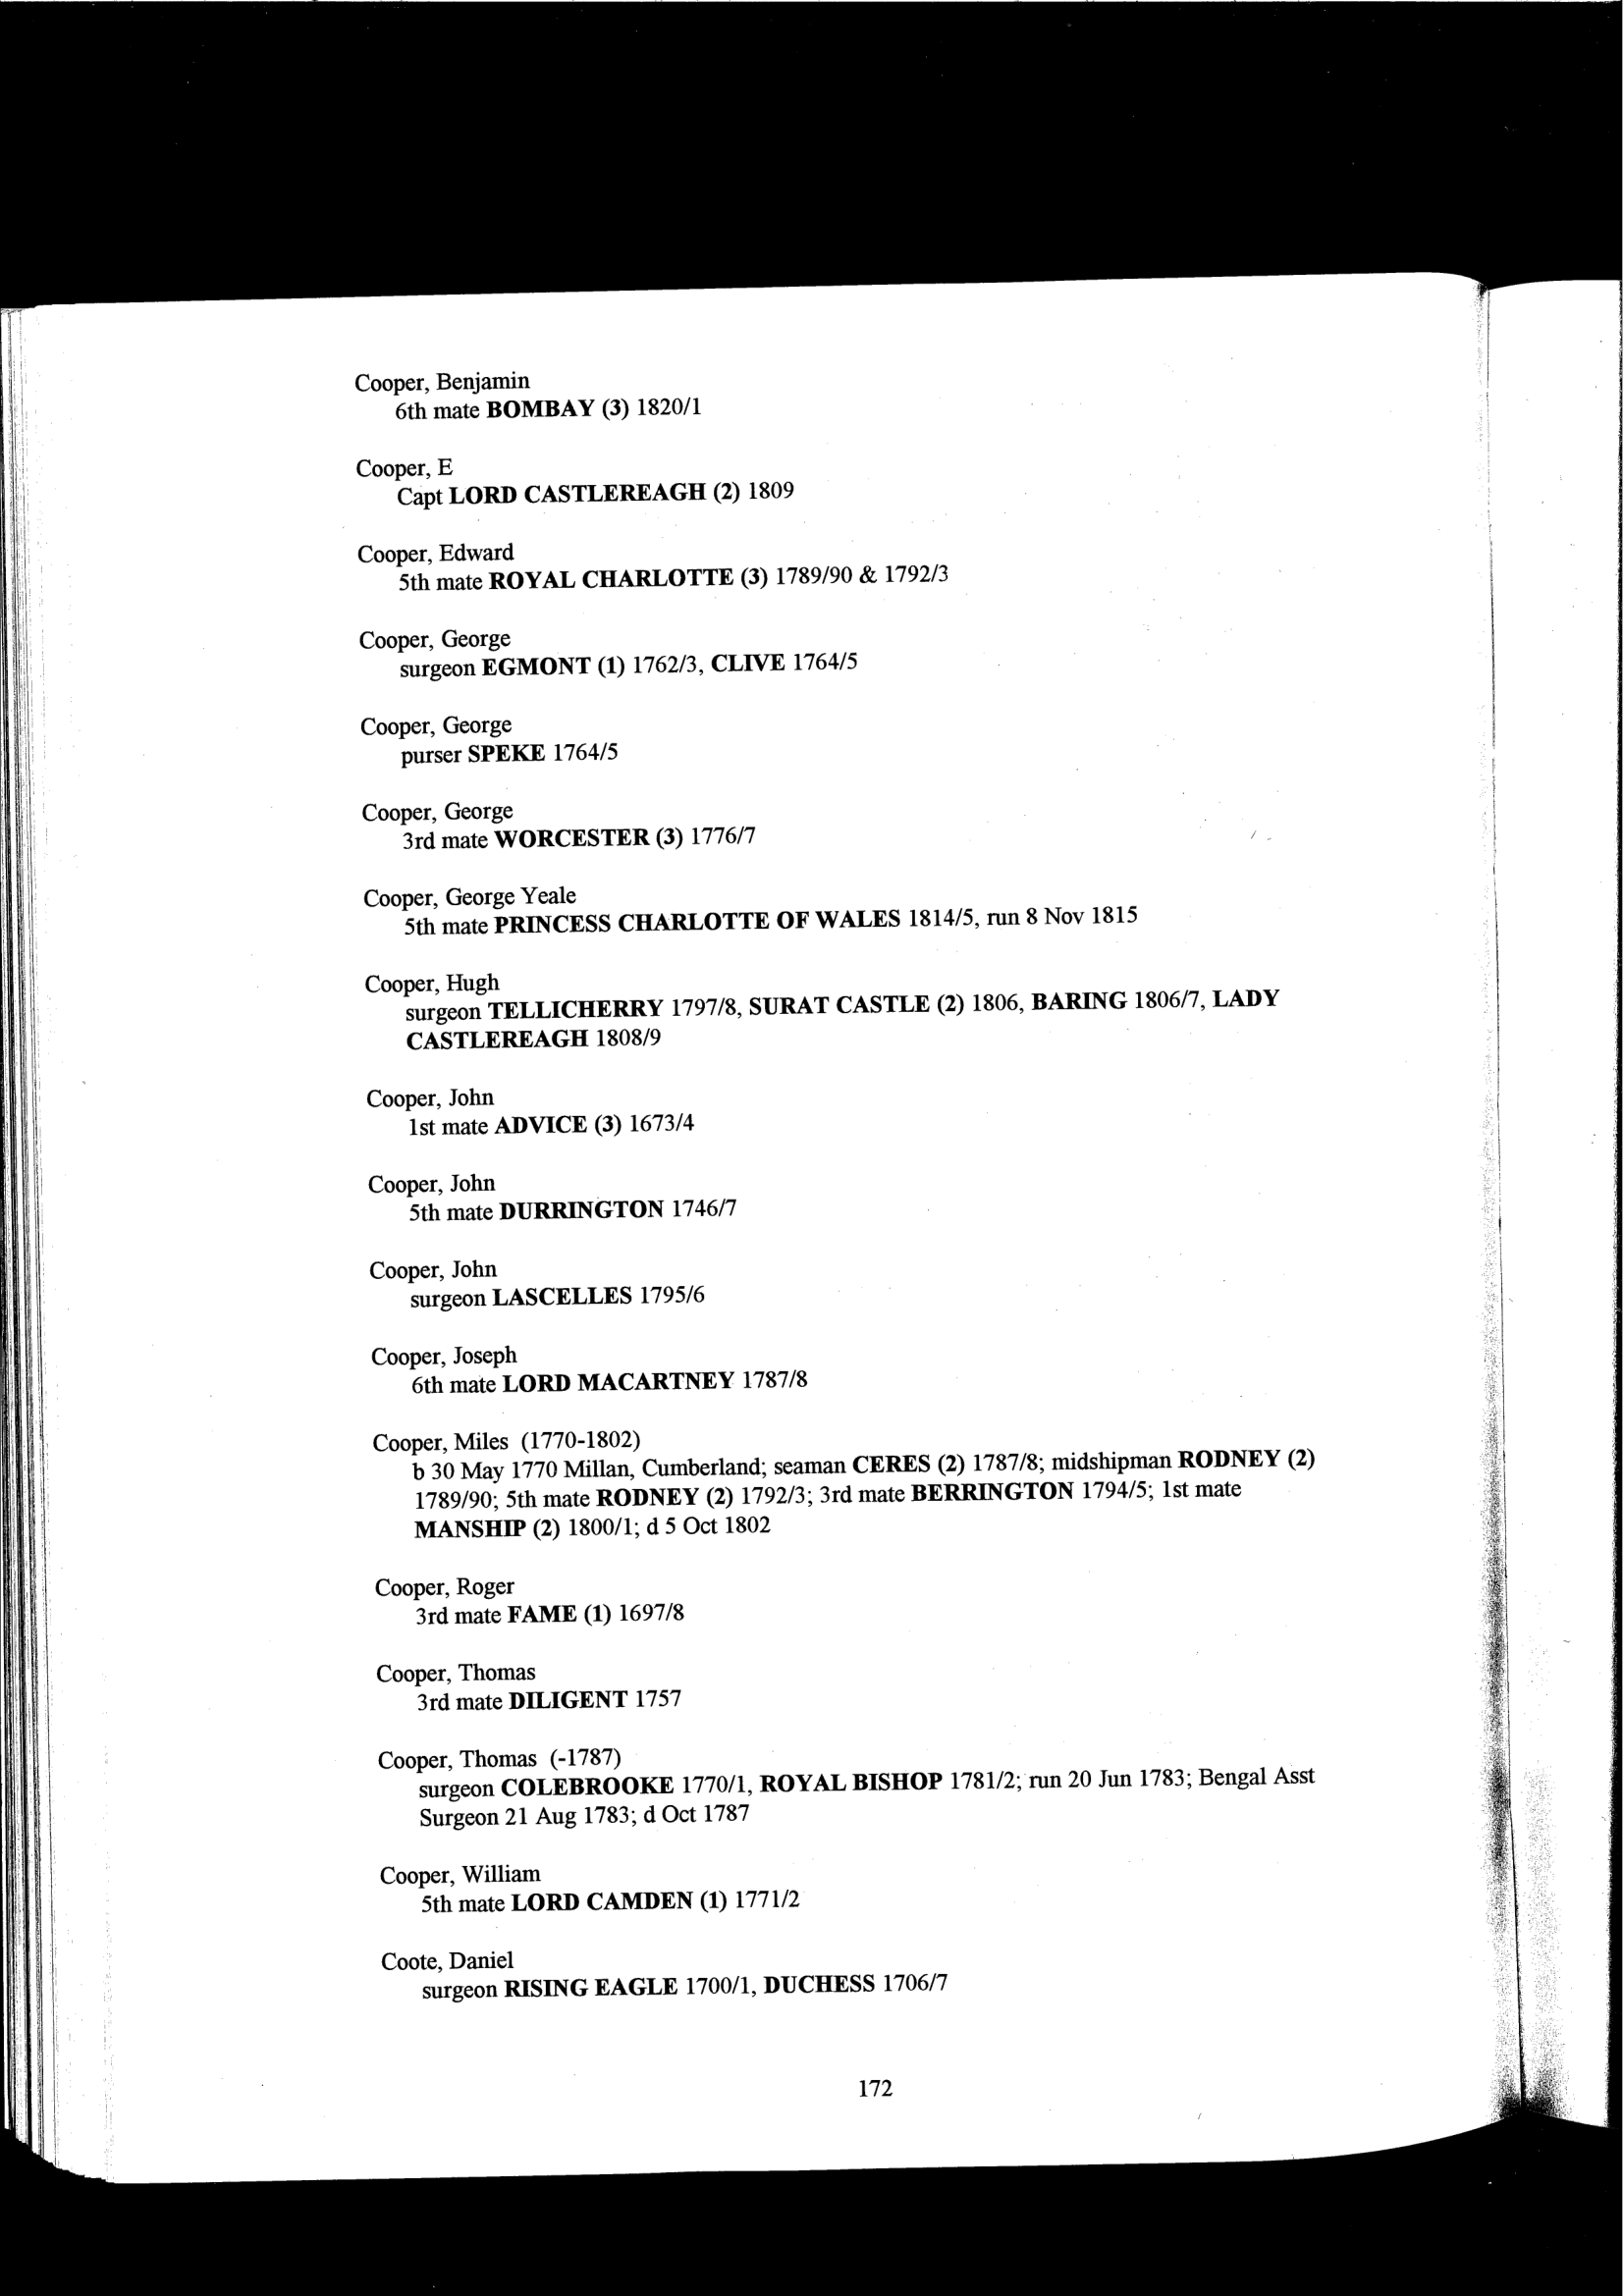 Cooper, Benjamin
6th mate BOMBAY (3) 1820/1
Cooper, E
Capt LORD CASTLEREAGH (2) 1809
Cooper, Edward
5th mate ROYAL CHARLOTTE (3) 1789/90 & 1792/3
Cooper, George
surgeon EGMONT (1) 1762/3, CLIVE 1764/5
Cooper, George
purser SPEKE 1764/5
Cooper, George
3rd mate WORCESTER (3) 1776/7
Cooper, George Yeale
5th mate PRINCESS CHARLOTTE OF WALES 1814/5, run 8 Nov 1815
Cooper, Hugh
surgeon TELLICHERRY 1797/8, SURAT CASTLE (2) 1806, BARING 1806/7, LADY
CASTLEREAGH 1808/9
Cooper, John
1st mate ADVICE (3) 1673/4
Cooper, John
5th mate DURRINGTON 1746/7
Cooper, John
surgeon LASCELLES 1795/6
Cooper, Joseph
6th mate LORD MACARTNEY 1787/8
Cooper, Miles (1770-1802)
b 30 May 1770 Millan, Cumberland; seaman CERES (2) 1787/8; midshipman RODNEY (2)
1789/90; 5th mate RODNEY (2) 1792/3; 3rd mate BERRINGTON 1794/5; 1st mate
MANSHIP (2) 1800/1; d 5 Oct 1802
Cooper, Roger
3rd mate FAME (1) 1697/8
Cooper, Thomas
3rd mate DILIGENT 1757
Cooper, Thomas (-1787)
surgeon COLEBROOKE 1770/1, ROYAL BISHOP 1781/2; run 20 Jun 1783; Bengal Asst
Surgeon 21 Aug 1783; d Oct 1787
Cooper, William
5th mate LORD CAMDEN (1) 1771/2
Coote, Daniel
surgeon RISING EAGLE 1700/1, DUCHESS 1706/7
172